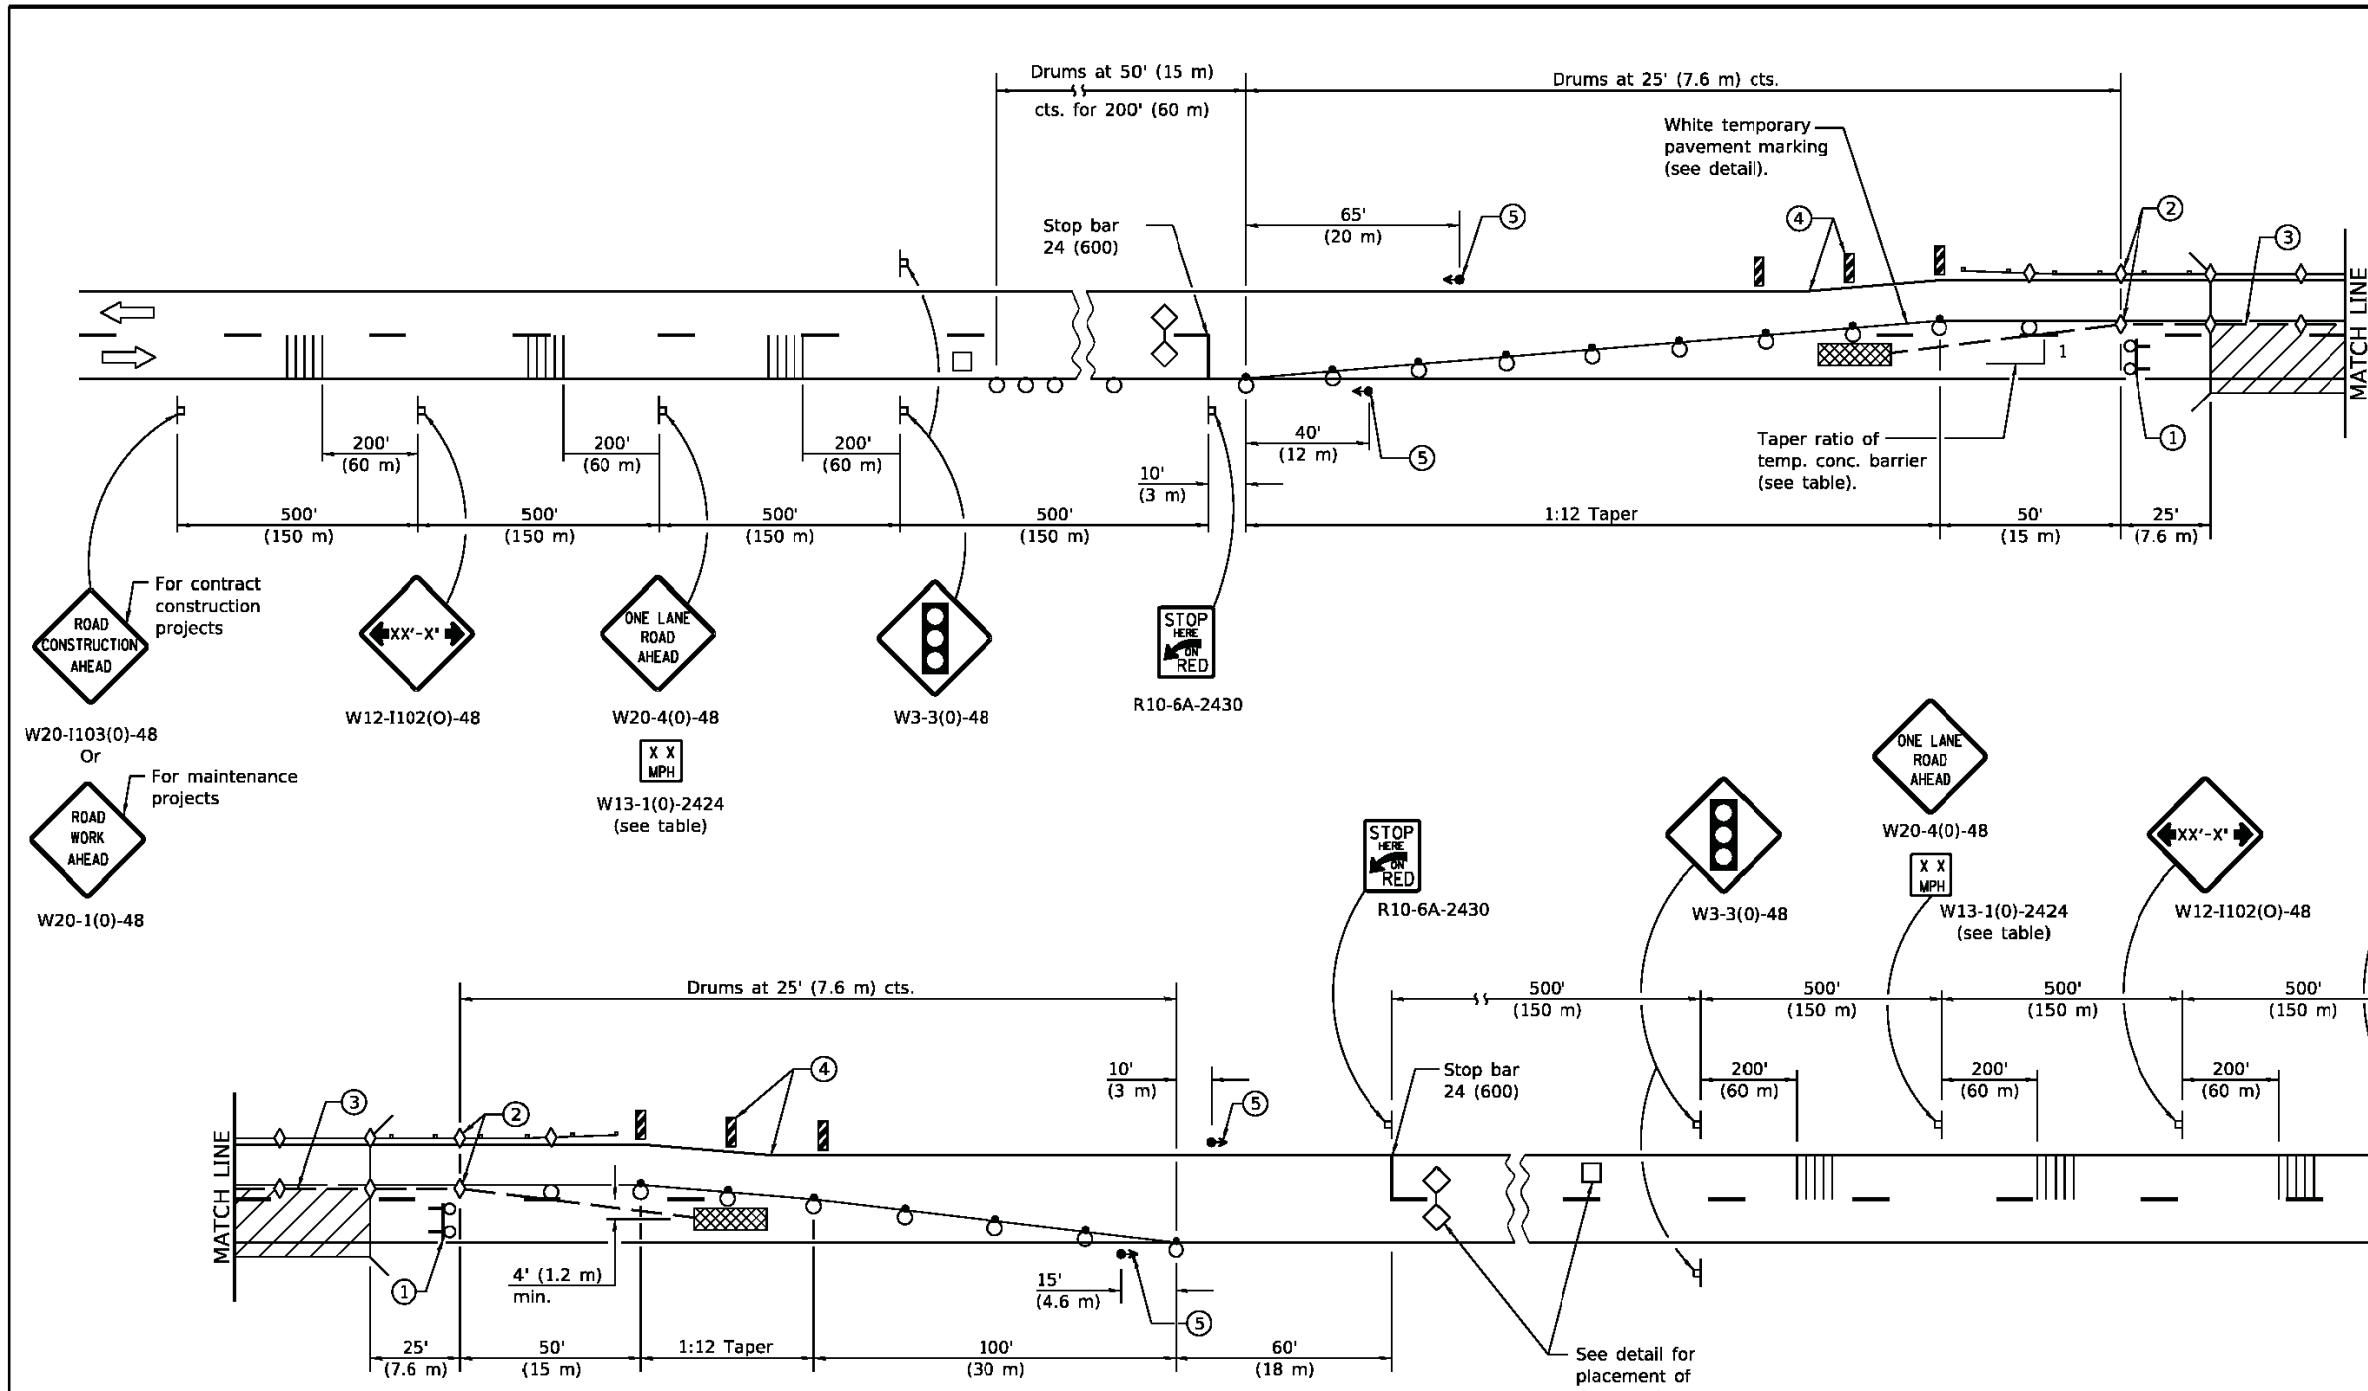 Drums at 50' (15 m)
cts. for 200' (60 m)
Drums at 25' (7.6 m) cts.
White temporary
pavement marking
(see detail).
Stop bar
24 (600)
65'
(20 m)
5
4
2
3
MATCH LINE
1
200'
(60 m)
200'
(60 m)
200'
(60 m)
10'
(3 m)
40'
(12 m)
5
Taper ratio of
temp. conc. barrier
(see table).
1
500'
(150 m)
500'
(150 m)
500'
(150 m)
500'
(150 m)
1:12 Taper
50'
(15 m)
25'
(7.6 m)
For contract
construction
projects
ROAD
CONSTRUCTION
AHEAD
W20-I103(0)-48
Or
For maintenance
projects
ROAD
WORK
AHEAD
W20-1(0)-48
XX'-X"
W12-I102(O)-48
ONE LANE
ROAD
AHEAD
W20-4(0)-48
X X
MPH
W13-1(0)-2424
(see table)
W3-3(0)-48
STOP
HERE
ON
RED
R10-6A-2430
STOP
HERE
ON
RED
R10-6A-2430
W3-3(0)-48
ONE LANE
ROAD
AHEAD
W20-4(0)-48
X X
MPH
W13-1(0)-2424
(see table)
XX'-X"
W12-I102(O)-48
Drums at 25' (7.6 m) cts.
500'
(150 m)
500'
(150 m)
500'
(150 m)
500'
(150 m)
10'
(3 m)
5
4
3
2
Stop bar
24 (600)
200'
(60 m)
200'
(60 m)
200'
(60 m)
MATCH LINE
1
4' (1.2 m)
min.
15'
(4.6 m)
5
25'
(7.6 m)
50'
(15 m)
1:12 Taper
100'
(30 m)
60'
(18 m)
See detail for
placement of